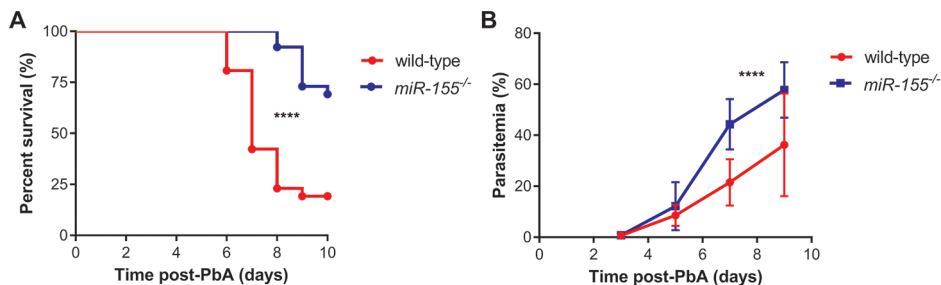 A
Percent survival (%)
100
75
50
25
0
0 2 4 6 8 10
Time post-PbA (days)
****
wild-type
miR-155-/-
B
Parasitemia (%)
80
60
40
20
0
0 2 4 6 8 10
Time post-PbA (days)
****
wild-type
miR-155-/-